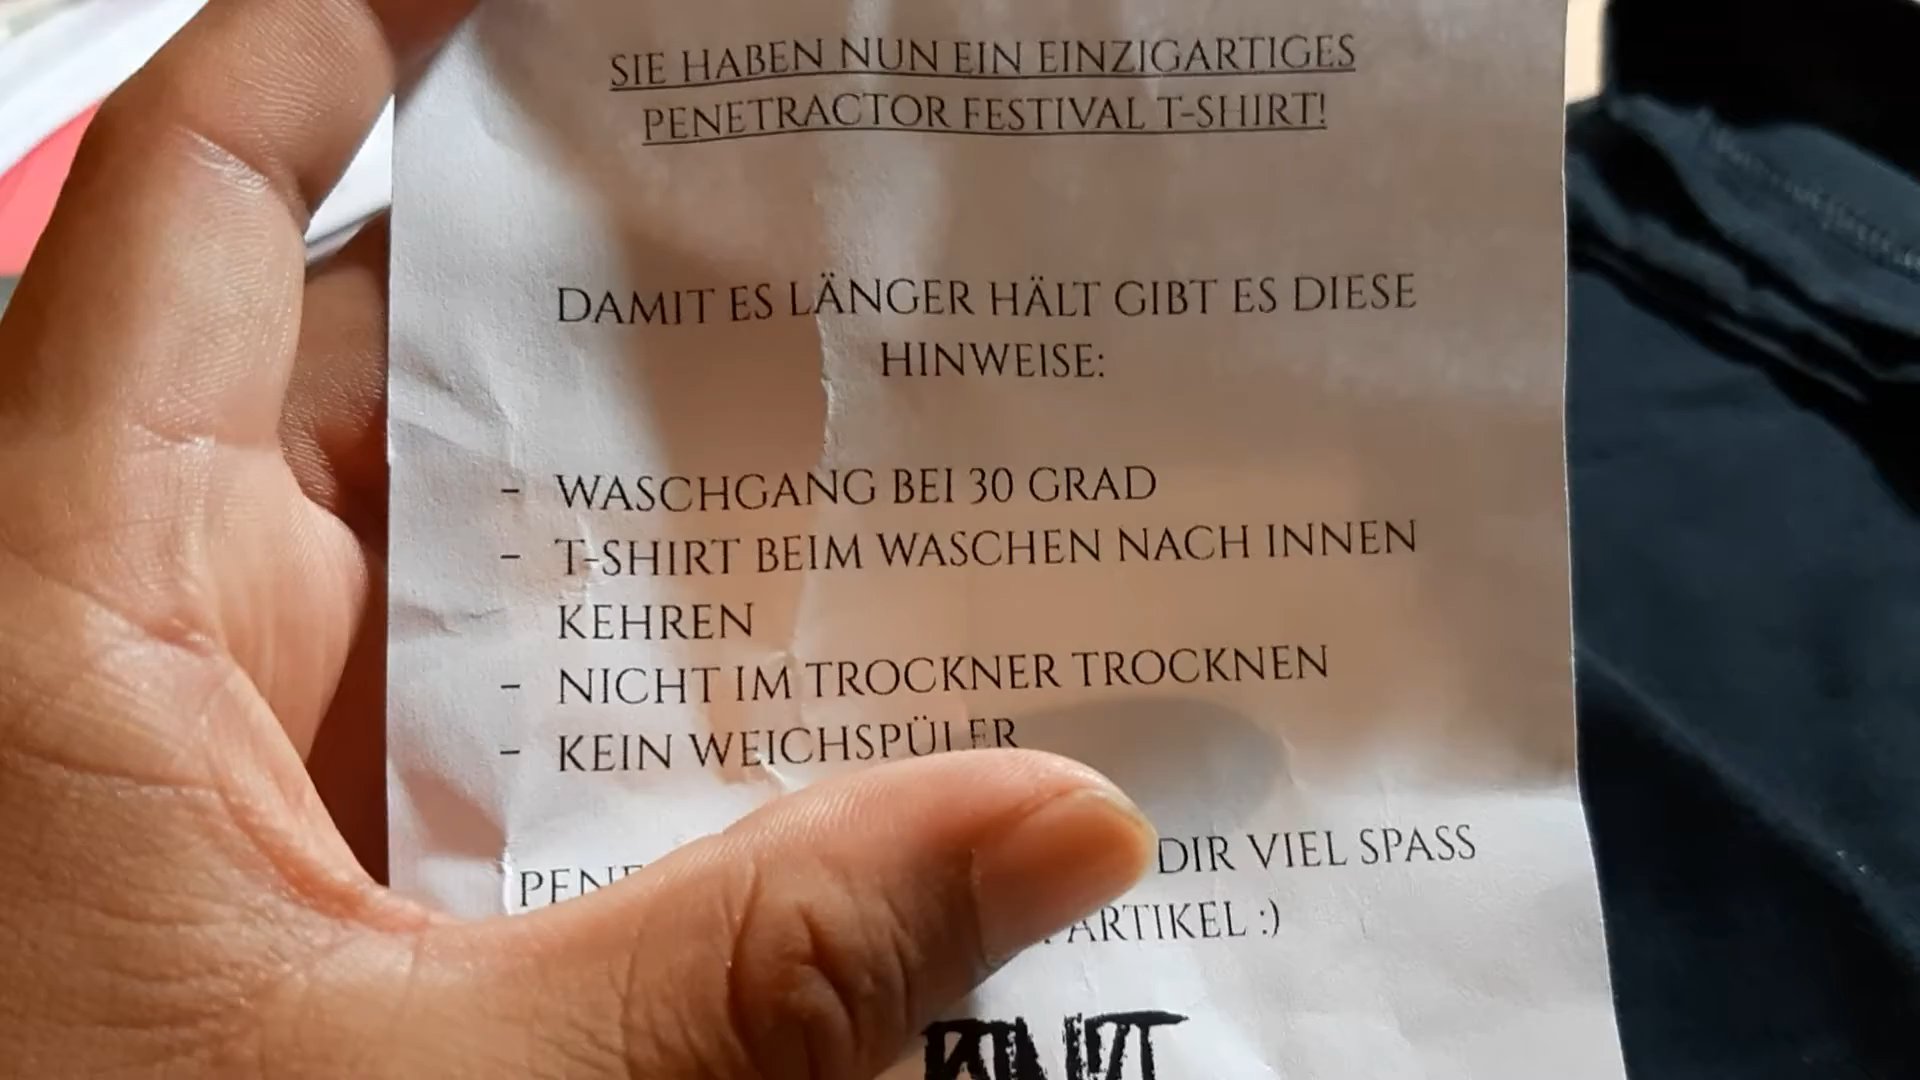 SIE HABEN NUN EIN EINZIGARTIGES
PENETRACTOR FESTIVAL T-SHIRT!
DAMIT ES LÄNGER HÄLT GIBT ES DIESE
HINWEISE:
- WASCHGANG BEI 30 GRAD
- T-SHIRT BEIM WASCHEN NACH INNEN
KEHREN
- NICHT IM TROCKNER TROCKNEN
- KEIN WEICHSPÜLER
DIR VIEL SPASS
ARTIKEL :)